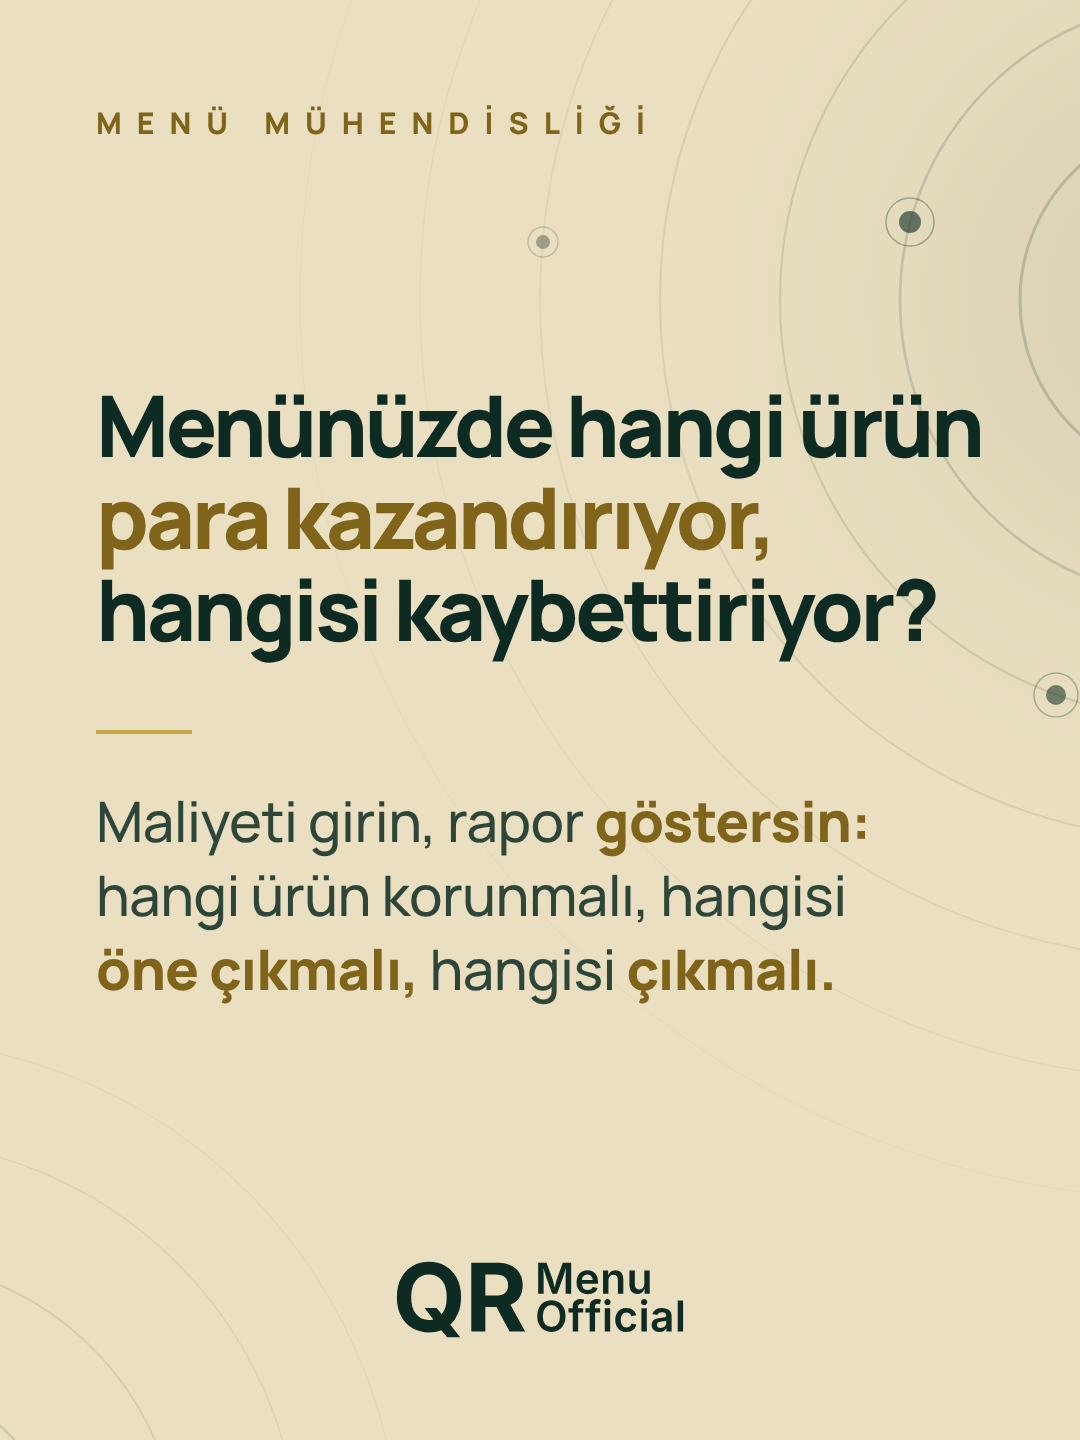 MENÜ MÜHENDİSLİĞİ
Menünüzde hangi ürün
para kazandırıyor,
hangisi kaybettiriyor?
Maliyeti girin, rapor göstersin:
hangi ürün korunmalı, hangisi
öne çıkmalı, hangisi çıkmalı.
QR Menu
Official